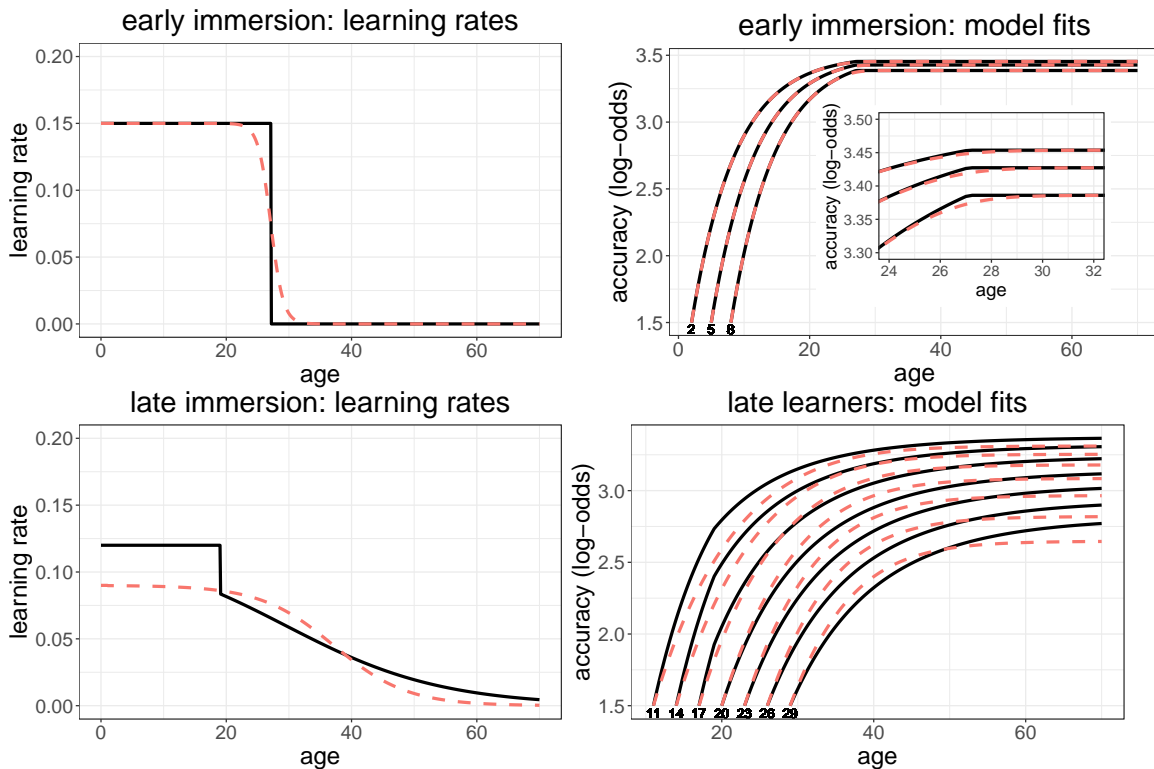 early immersion: learning rates
0.20
0.15
0.10
0.05
0.00
learning rate
0 20 40 60
age
early immersion: model fits
3.5
3.0
2.5
2.0
1.5
accuracy (log−odds)
2 5 8
0 20 40 60
age
3.50
3.45
3.40
3.35
3.30
accuracy (log−odds)
24 26 28 30 32
age
late immersion: learning rates
0.20
0.15
0.10
0.05
0.00
learning rate
0 20 40 60
age
late learners: model fits
3.0
2.5
2.0
1.5
accuracy (log−odds)
11 14 17 20 23 26 29
20 40 60
age